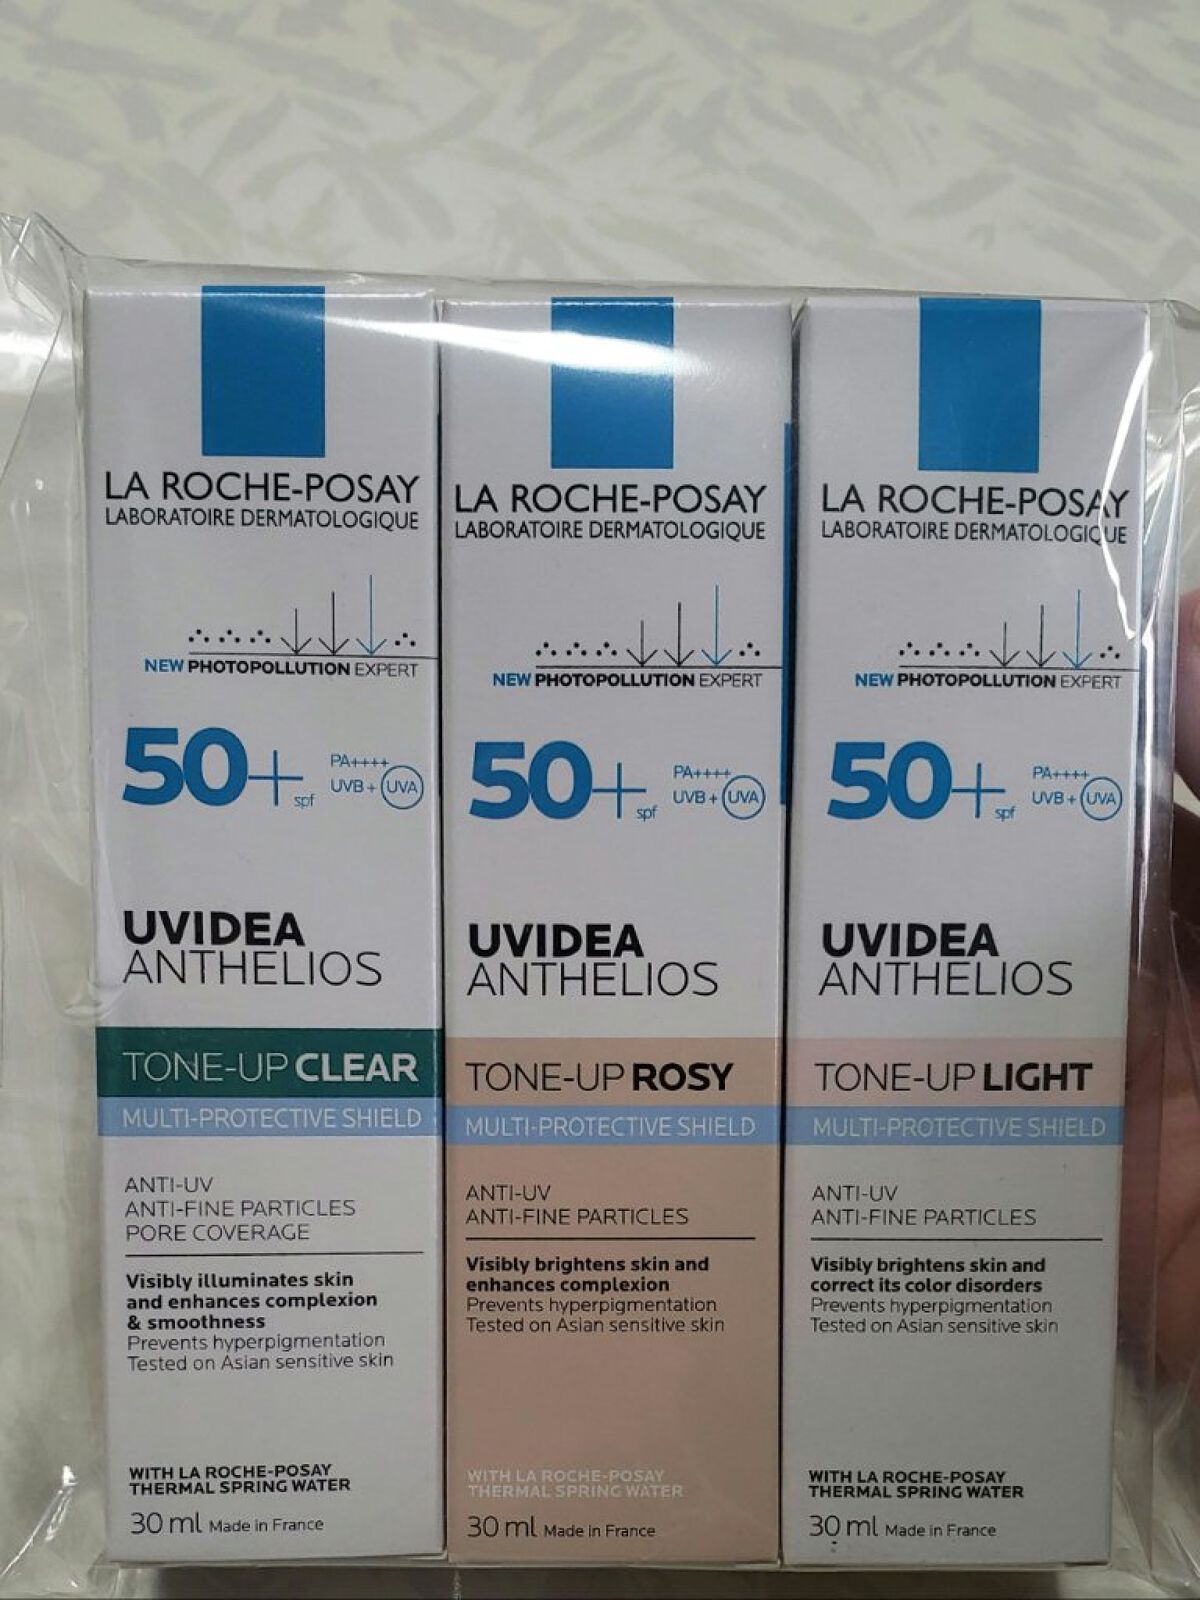 LA ROCHE-POSAY
LABORATOIRE DERMATOLOGIQUE
NEW PHOTOPOLLUTION EXPERT
50+ spf
PA++++
UVB + UVA
UVIDEA
ANTHELIOS
TONE-UP CLEAR
MULTI-PROTECTIVE SHIELD
ANTI-UV
ANTI-FINE PARTICLES
PORE COVERAGE
Visibly illuminates skin
and enhances complexion
& smoothness
Prevents hyperpigmentation
Tested on Asian sensitive skin
WITH LA ROCHE-POSAY
THERMAL SPRING WATER
30 ml Made in France
LA ROCHE-POSAY
LABORATOIRE DERMATOLOGIQUE
NEW PHOTOPOLLUTION EXPERT
50+ spf
PA++++
UVB + UVA
UVIDEA
ANTHELIOS
TONE-UP ROSY
MULTI-PROTECTIVE SHIELD
ANTI-UV
ANTI-FINE PARTICLES
Visibly brightens skin and
enhances complexion
Prevents hyperpigmentation
Tested on Asian sensitive skin
WITH LA ROCHE-POSAY
THERMAL SPRING WATER
30 ml Made in France
LA ROCHE-POSAY
LABORATOIRE DERMATOLOGIQUE
NEW PHOTOPOLLUTION EXPERT
50+ spf
PA++++
UVB + UVA
UVIDEA
ANTHELIOS
TONE-UP LIGHT
MULTI-PROTECTIVE SHIELD
ANTI-UV
ANTI-FINE PARTICLES
Visibly brightens skin and
correct its color disorders
Prevents hyperpigmentation
Tested on Asian sensitive skin
WITH LA ROCHE-POSAY
THERMAL SPRING WATER
30 ml Made in France